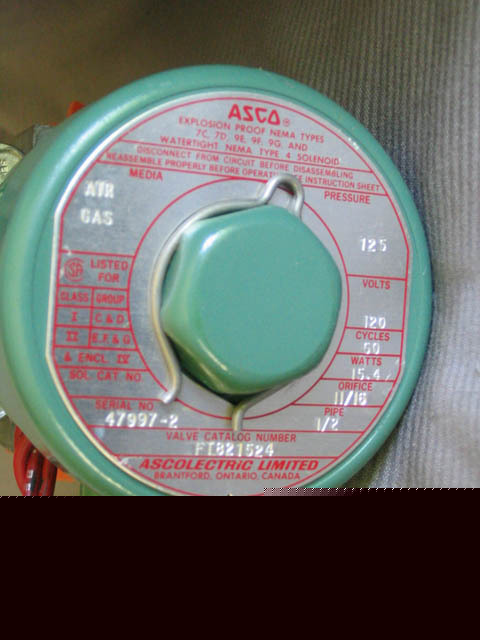 ASCO®
EXPLOSION PROOF NEMA TYPES
7C, 7D, 9E, 9F, 9G, AND
WATERTIGHT NEMA TYPE 4 SOLENOID
DISCONNECT FROM CIRCUIT BEFORE DISASSEMBLING
REASSEMBLE PROPERLY BEFORE INSTRUCTION SHEET
MEDIA
AIR
GAS
PRESSURE
125
LISTED
FOR
CLASS GROUP
I C & D
II E, F, & G
& ENCL. IV
SOL. CAT. NO.
VOLTS
120
CYCLES
60
WATTS
15.4
ORIFICE
11/16
PIPE
1/2
SERIAL NO
47997-2
VALVE CATALOG NUMBER
FT821524
ASCOLECTRIC LIMITED
BRANTFORD, ONTARIO, CANADA